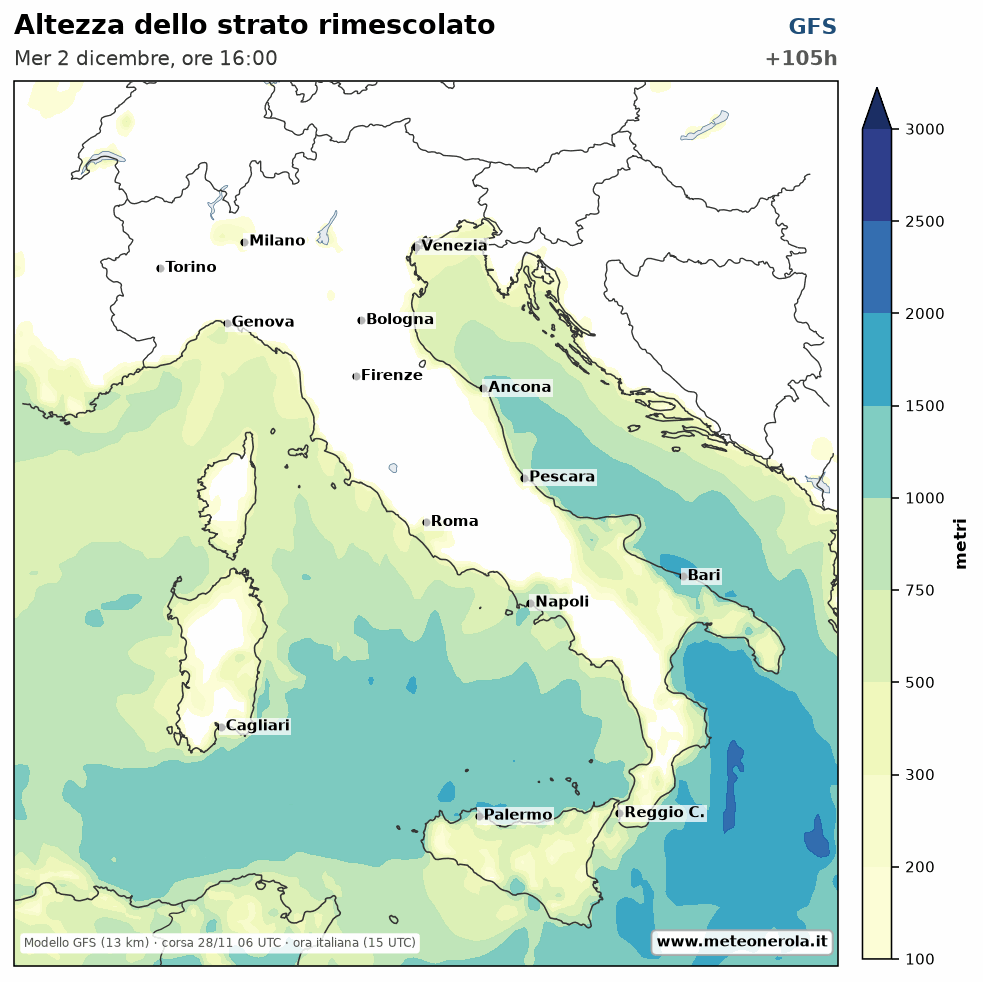 Altezza dello strato rimescolato
GFS
Mer 2 dicembre, ore 16:00
+105h
Milano
Venezia
Torino
Genova
Bologna
Firenze
Ancona
Pescara
Roma
Bari
Napoli
Cagliari
Palermo
Reggio C.
3000
2500
2000
1500
1000
750
500
300
200
100
metri
Modello GFS (13 km) · corsa 28/11 06 UTC · ora italiana (15 UTC)
www.meteonerola.it